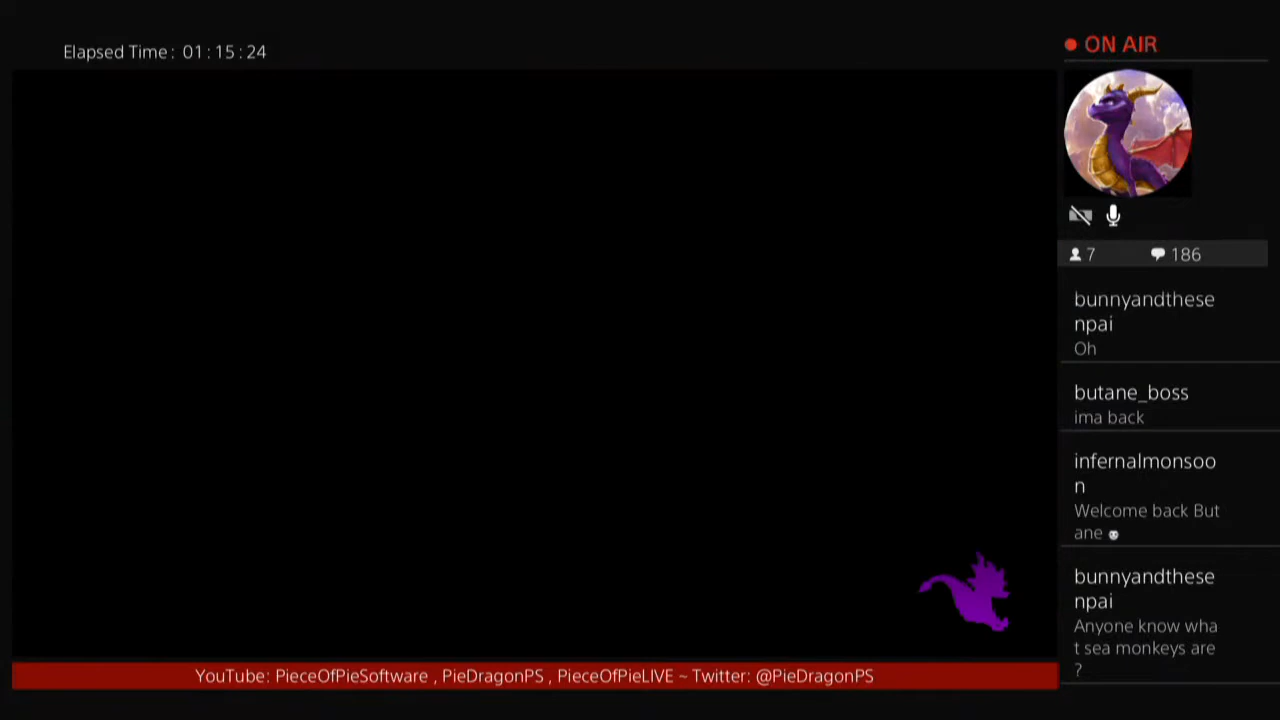 Elapsed Time: 01:15:24
ON AIR
7 186
bunnyandthese
npai
Oh
butane_boss
ima back
infernalmonsoo
n
Welcome back But
ane
bunnyandthese
npai
Anyone know wha
t sea monkeys are
?
YouTube: PieceOfPieSoftware , PieDragonPS , PieceOfPieLIVE ~ Twitter: @PieDragonPS